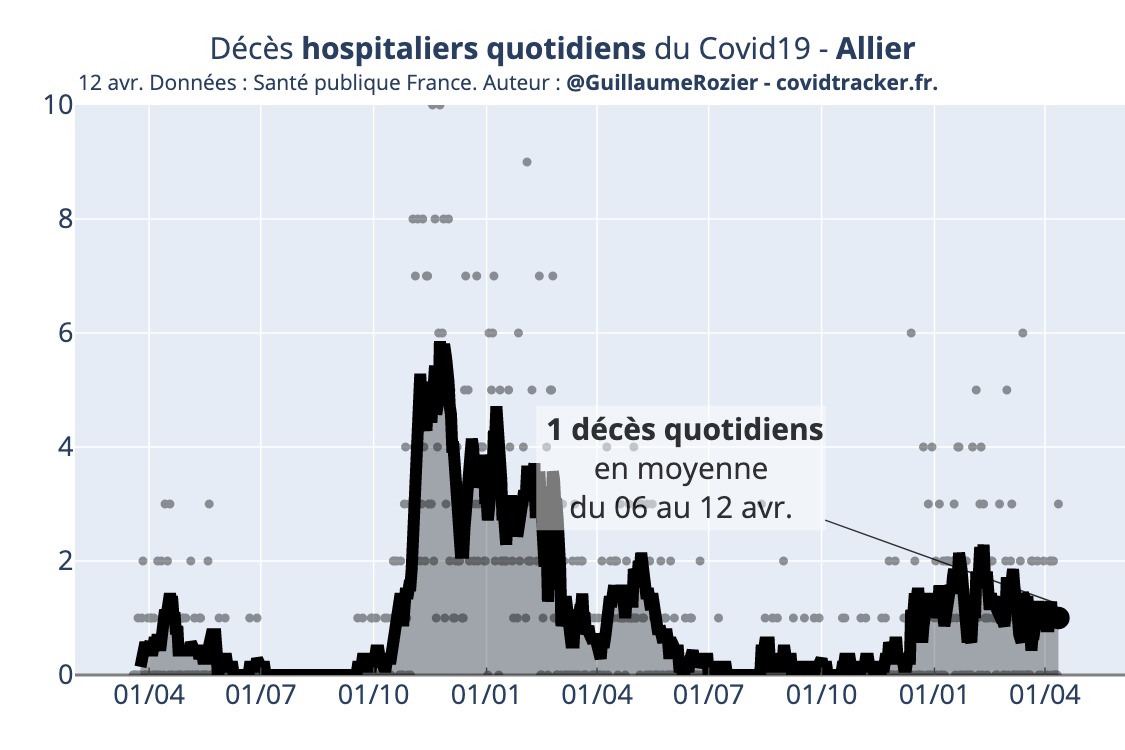 Décès hospitaliers quotidiens du Covid19 - Allier
12 avr. Données : Santé publique France. Auteur : @GuillaumeRozier - covidtracker.fr.
10
8
6
4
2
0
1 décès quotidiens
en moyenne
du 06 au 12 avr.
01/04 01/07 01/10 01/01 01/04 01/07 01/10 01/01 01/04